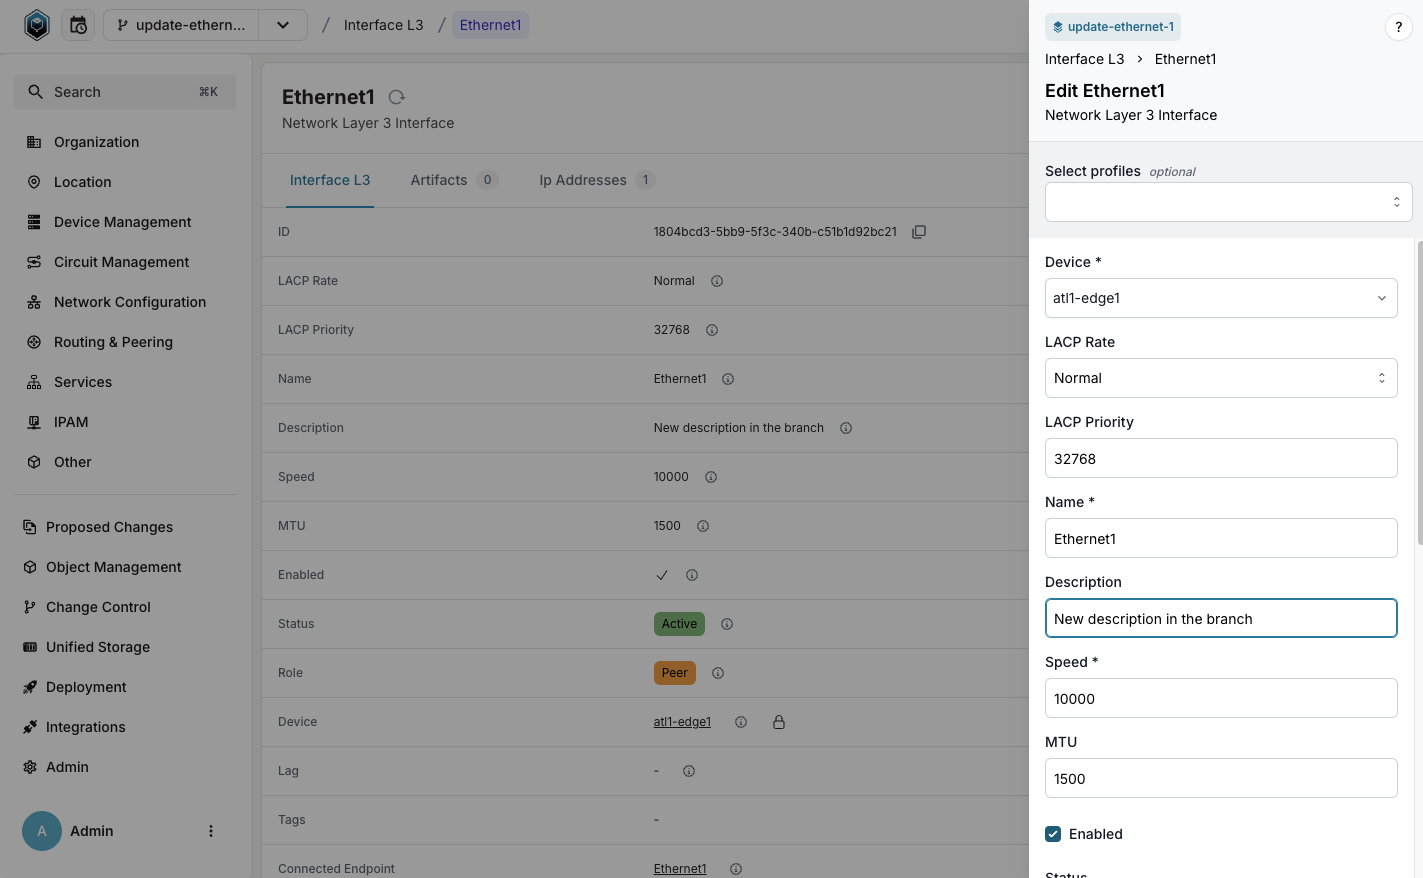 update-ethern...
/
Interface L3
/
Ethernet1
Search
⌘K
Organization
Location
Device Management
Circuit Management
Network Configuration
Routing & Peering
Services
IPAM
Other
Proposed Changes
Object Management
Change Control
Unified Storage
Deployment
Integrations
Admin
A
Admin
Ethernet1
Network Layer 3 Interface
Interface L3
Artifacts 0
Ip Addresses 1
ID
1804bcd3-5bb9-5f3c-340b-c51b1d92bc21
LACP Rate
Normal
LACP Priority
32768
Name
Ethernet1
Description
New description in the branch
Speed
10000
MTU
1500
Enabled
Status
Active
Role
Peer
Device
atl1-edge1
Lag
-
Tags
-
Connected Endpoint
Ethernet1
update-ethernet-1
?
Interface L3 > Ethernet1
Edit Ethernet1
Network Layer 3 Interface
Select profiles optional
Device *
atl1-edge1
LACP Rate
Normal
LACP Priority
32768
Name *
Ethernet1
Description
New description in the branch
Speed *
10000
MTU
1500
Enabled
Status